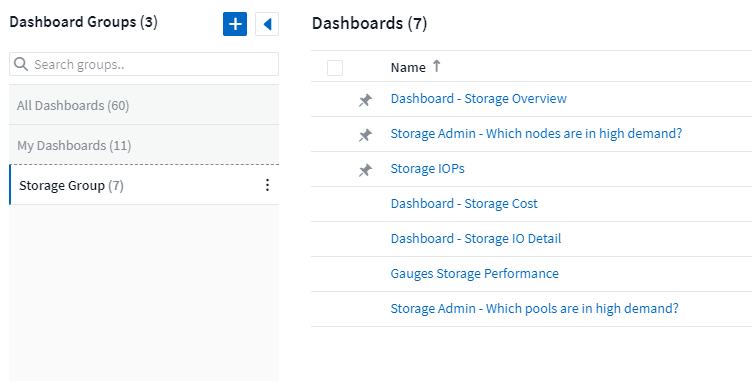 Dashboard Groups (3)
Search groups..
All Dashboards (60)
My Dashboards (11)
Storage Group (7)
Dashboards (7)
Name ↑
Dashboard - Storage Overview
Storage Admin - Which nodes are in high demand?
Storage IOPs
Dashboard - Storage Cost
Dashboard - Storage IO Detail
Gauges Storage Performance
Storage Admin - Which pools are in high demand?